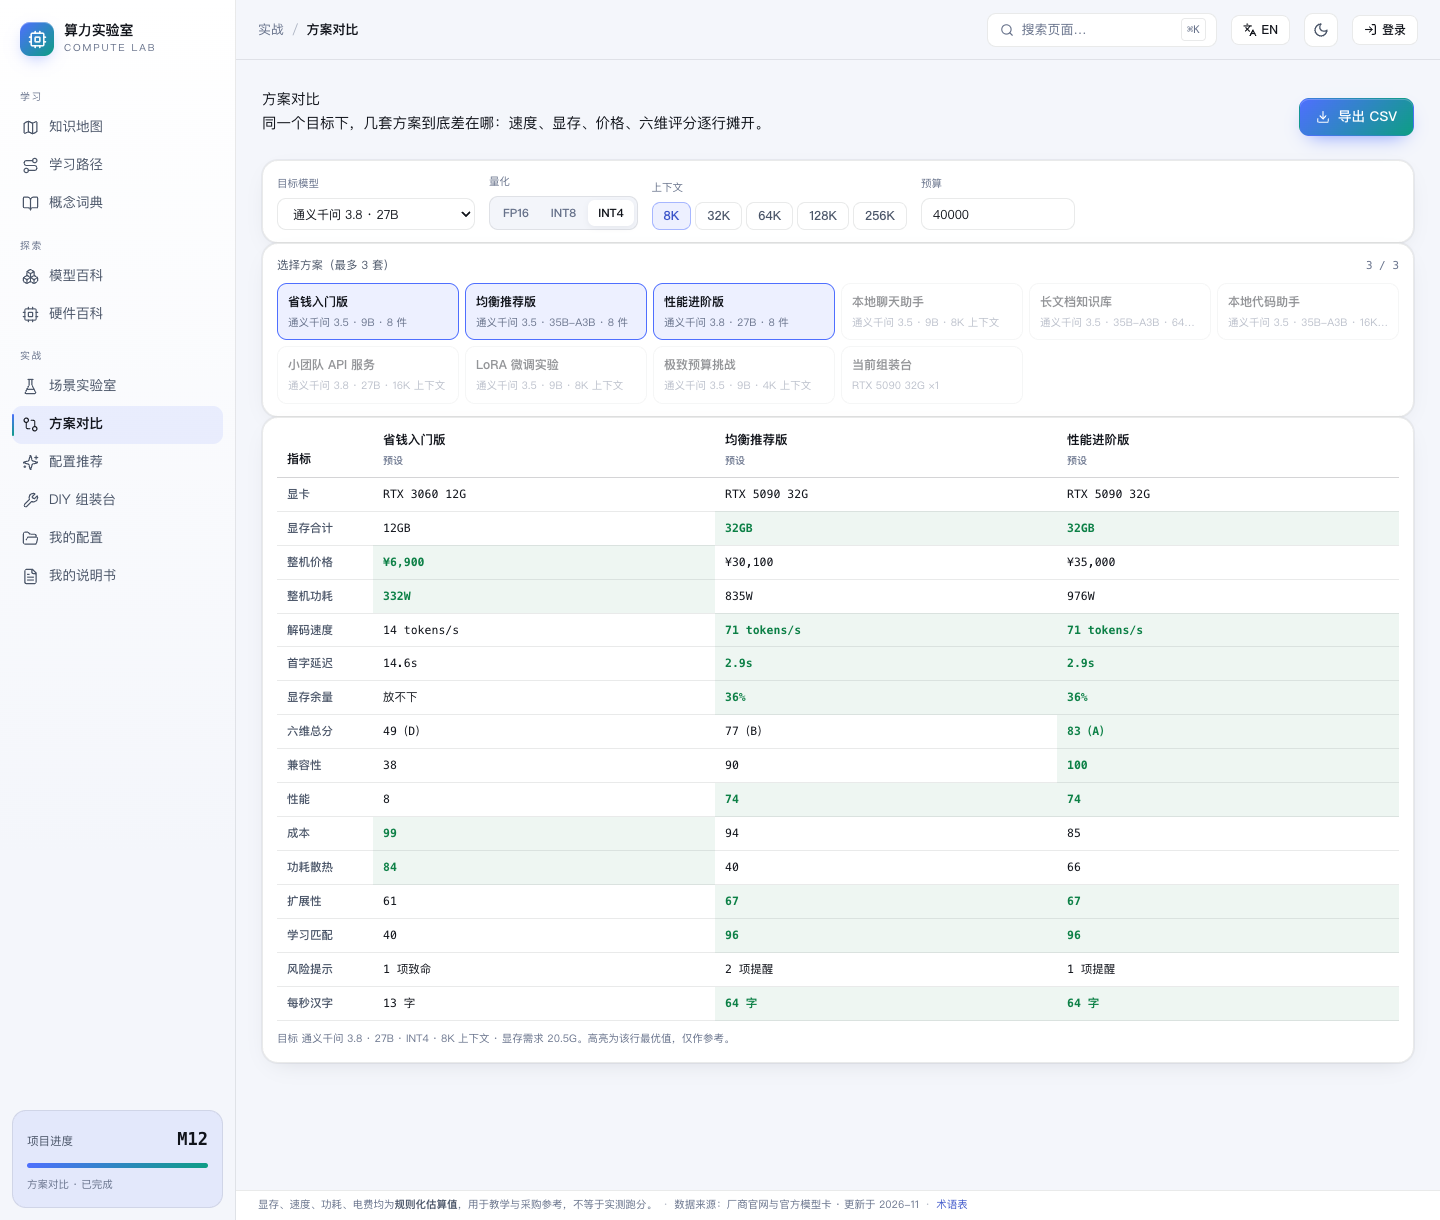 算力实验室
COMPUTE LAB
学习
知识地图
学习路径
概念词典
探索
模型百科
硬件百科
实战
场景实验室
方案对比
配置推荐
DIY 组装台
我的配置
我的说明书
项目进度 M12
方案对比 · 已完成
实战 / 方案对比
搜索页面… ⌘K
EN
登录
方案对比
同一个目标下，几套方案到底差在哪：速度、显存、价格、六维评分逐行摊开。
导出 CSV
目标模型 量化 上下文 预算
通义千问 3.8 · 27B FP16 INT8 INT4 8K 32K 64K 128K 256K 40000
选择方案（最多 3 套） 3 / 3
省钱入门版
通义千问 3.5 · 9B · 8 件
均衡推荐版
通义千问 3.5 · 35B-A3B · 8 件
性能进阶版
通义千问 3.8 · 27B · 8 件
本地聊天助手
通义千问 3.5 · 9B · 8K 上下文
长文档知识库
通义千问 3.5 · 35B-A3B · 64…
本地代码助手
通义千问 3.5 · 35B-A3B · 16K…
小团队 API 服务
通义千问 3.8 · 27B · 16K 上下文
LoRA 微调实验
通义千问 3.5 · 9B · 8K 上下文
极致预算挑战
通义千问 3.5 · 9B · 4K 上下文
当前组装台
RTX 5090 32G ×1
指标 省钱入门版 预设 均衡推荐版 预设 性能进阶版 预设
显卡 RTX 3060 12G RTX 5090 32G RTX 5090 32G
显存合计 12GB 32GB 32GB
整机价格 ¥6,900 ¥30,100 ¥35,000
整机功耗 332W 835W 976W
解码速度 14 tokens/s 71 tokens/s 71 tokens/s
首字延迟 14.6s 2.9s 2.9s
显存余量 放不下 36% 36%
六维总分 49（D） 77（B） 83（A）
兼容性 38 90 100
性能 8 74 74
成本 99 94 85
功耗散热 84 40 66
扩展性 61 67 67
学习匹配 40 96 96
风险提示 1 项致命 2 项提醒 1 项提醒
每秒汉字 13 字 64 字 64 字
目标 通义千问 3.8 · 27B · INT4 · 8K 上下文 · 显存需求 20.5G。高亮为该行最优值，仅作参考。
显存、速度、功耗、电费均为规则化估算值，用于教学与采购参考，不等于实测跑分。 · 数据来源：厂商官网与官方模型卡 · 更新于 2026-11 · 术语表